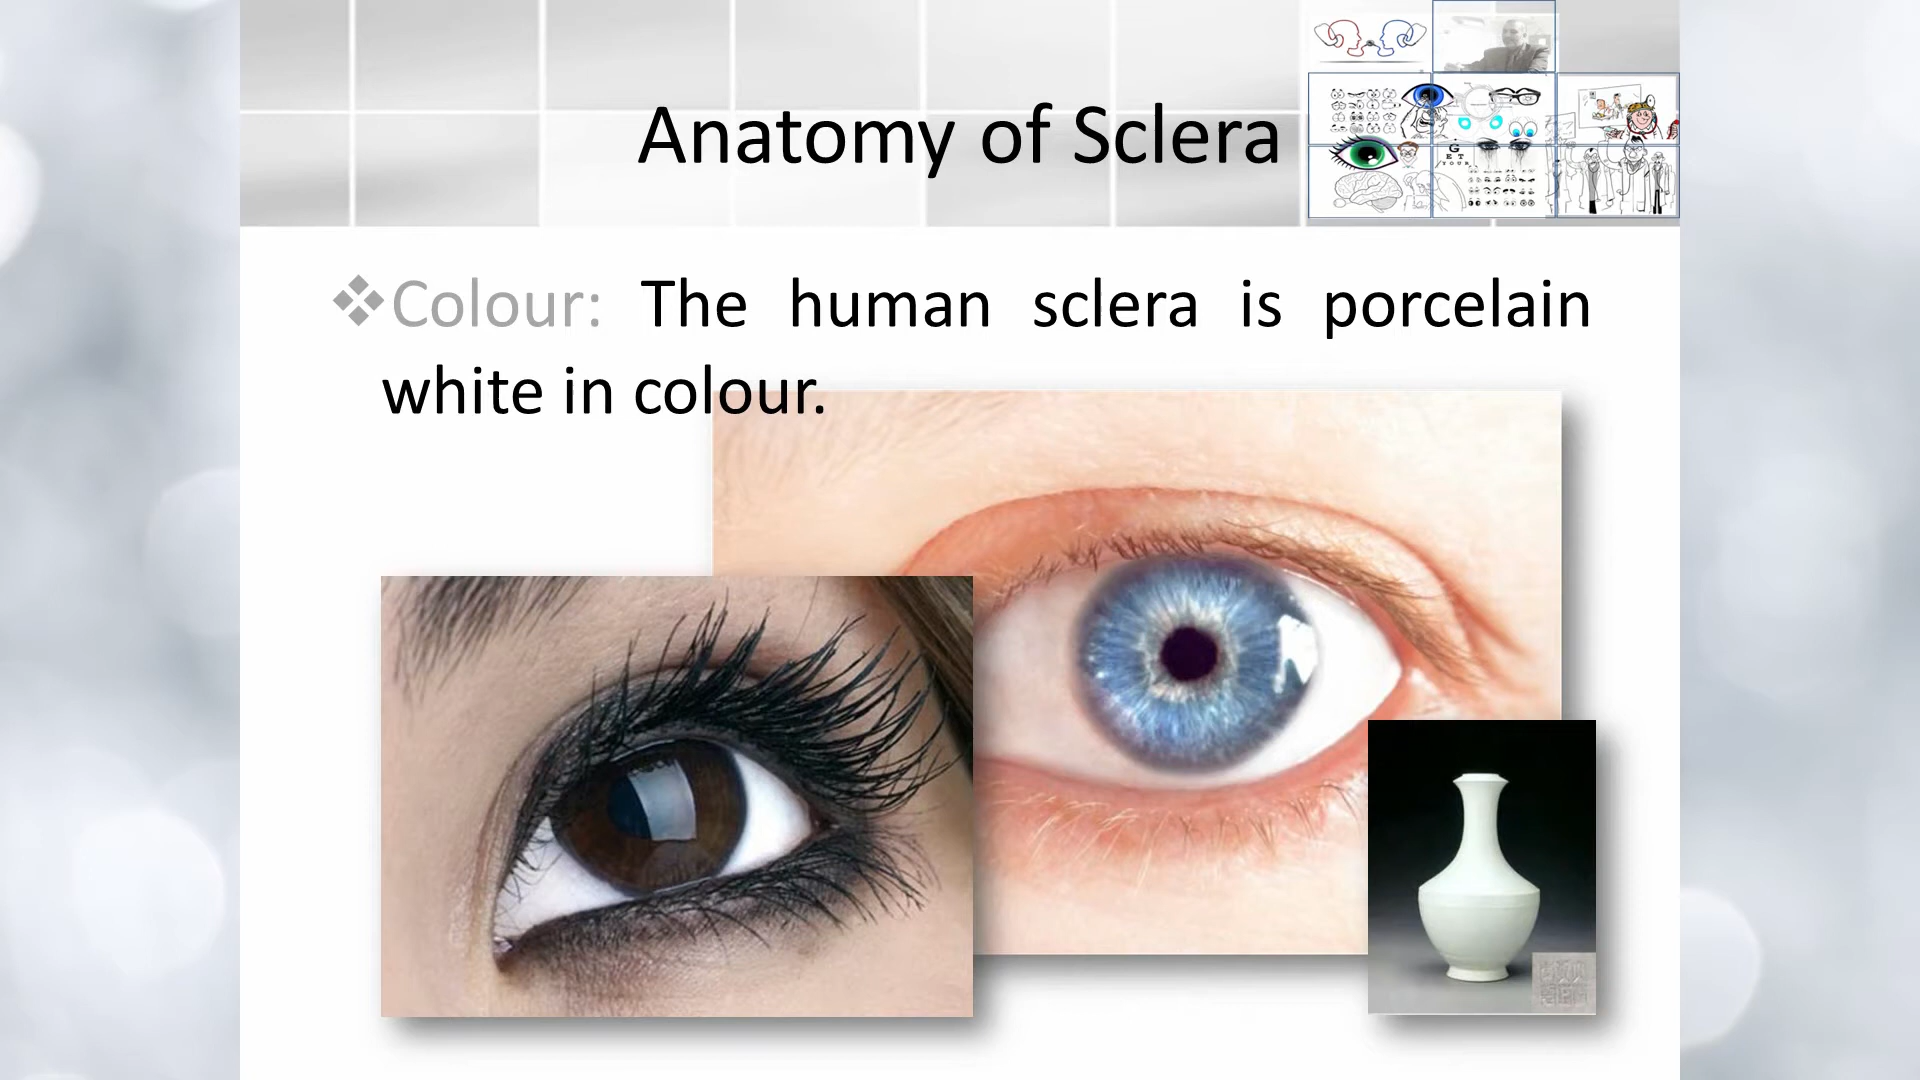 Anatomy of Sclera
❖Colour: The human sclera is porcelain
white in colour.
G
E T
Y O U R